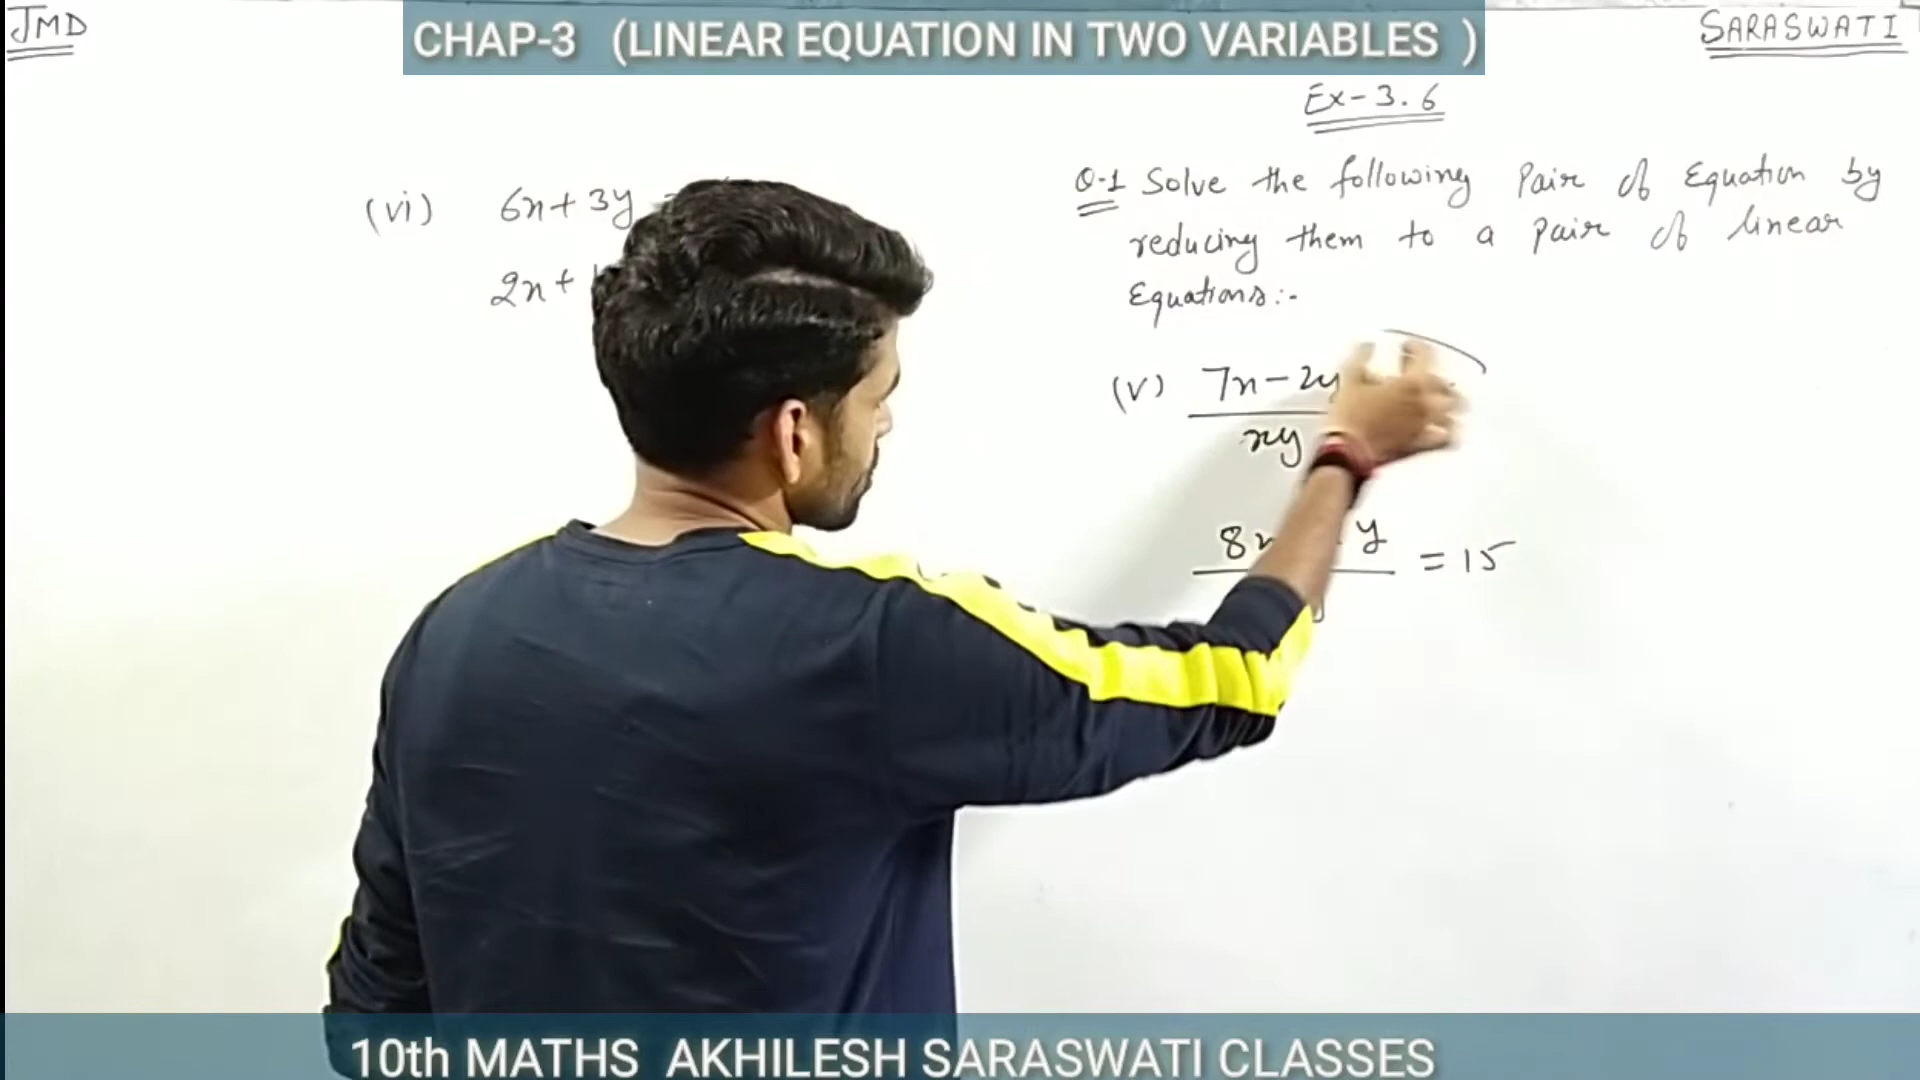 JMD
CHAP-3 (LINEAR EQUATION IN TWO VARIABLES )
SARASWATI
Ex-3.6
(vi) 6x+3y
2x+
Q-1 Solve the following Pair of Equation by
reducing them to a pair of linear
Equations:-
(v) 7x-2y
xy
8x y = 15
10th MATHS AKHILESH SARASWATI CLASSES